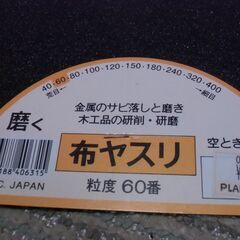 40・60・80・100・120・150・180・240・320・400
荒目 細目
金属のサビ落しと磨き
木工品の研削・研磨
磨く
空とき
布ヤスリ
188406315
C. JAPAN
粒度 60番
PLA